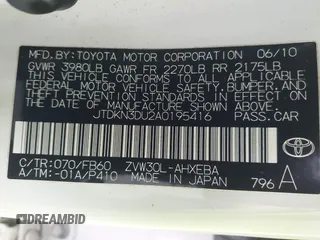 MFD. BY: TOYOTA MOTOR CORPORATION 06/10
GVWR 3980LB GAWR FR 2270LB RR 2175LB
THIS VEHICLE CONFORMS TO ALL APPLICABLE
FEDERAL MOTOR VEHICLE SAFETY, BUMPER, AND
THEFT PREVENTION STANDARDS IN EFFECT ON
THE DATE OF MANUFACTURE SHOWN ABOVE.
JTDKN3DU2A0195416 PASS.CAR
C/TR:070/FB60 ZVW30L-AHXEBA
A/TM:-01A/P410 MADE IN JAPAN 796 A
TOYOTA
© DREAMBID